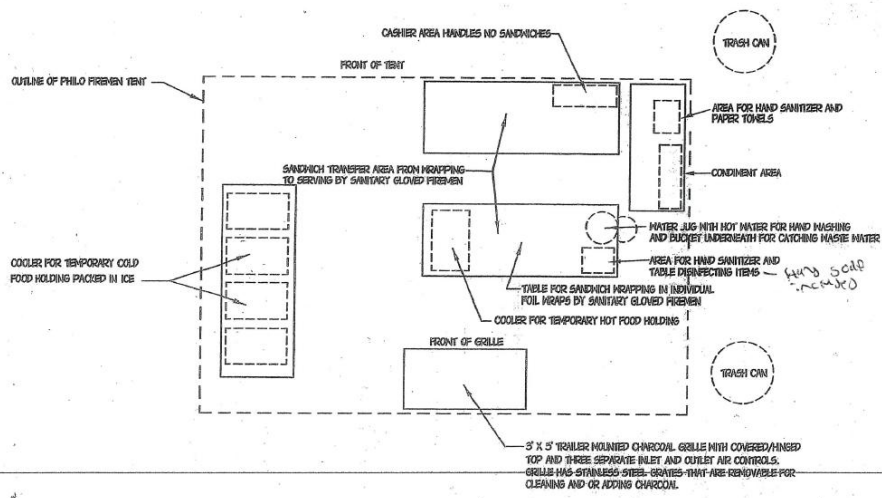 CASHIER AREA HANDLES NO SANDWICHES
TRASH CAN
FRONT OF TENT
OUTLINE OF PHILO FIREMEN TENT
AREA FOR HAND SANITIZER AND
PAPER TOWELS
SANDWICH TRANSFER AREA FROM WRAPPING
TO SERVING BY SANITARY GLOVED FIREMEN
CONDIMENT AREA
WATER JUG WITH HOT WATER FOR HAND WASHING
AND BUCKET UNDERNEATH FOR CATCHING WASTE WATER
COOLER FOR TEMPORARY COLD
FOOD HOLDING PACKED IN ICE
AREA FOR HAND SANITIZER AND
TABLE DISINFECTING ITEMS
Hand Soap
included
TABLE FOR SANDWICH WRAPPING IN INDIVIDUAL
FOIL WRAPS BY SANITARY GLOVED FIREMEN
COOLER FOR TEMPORARY HOT FOOD HOLDING
FRONT OF GRILLE
TRASH CAN
3' X 5' TRAILER MOUNTED CHARCOAL GRILLE WITH COVERED/HINGED
TOP AND THREE SEPARATE INLET AND OUTLET AIR CONTROLS.
GRILLE HAS STAINLESS STEEL GRATES THAT ARE REMOVABLE FOR
CLEANING AND OR ADDING CHARCOAL.